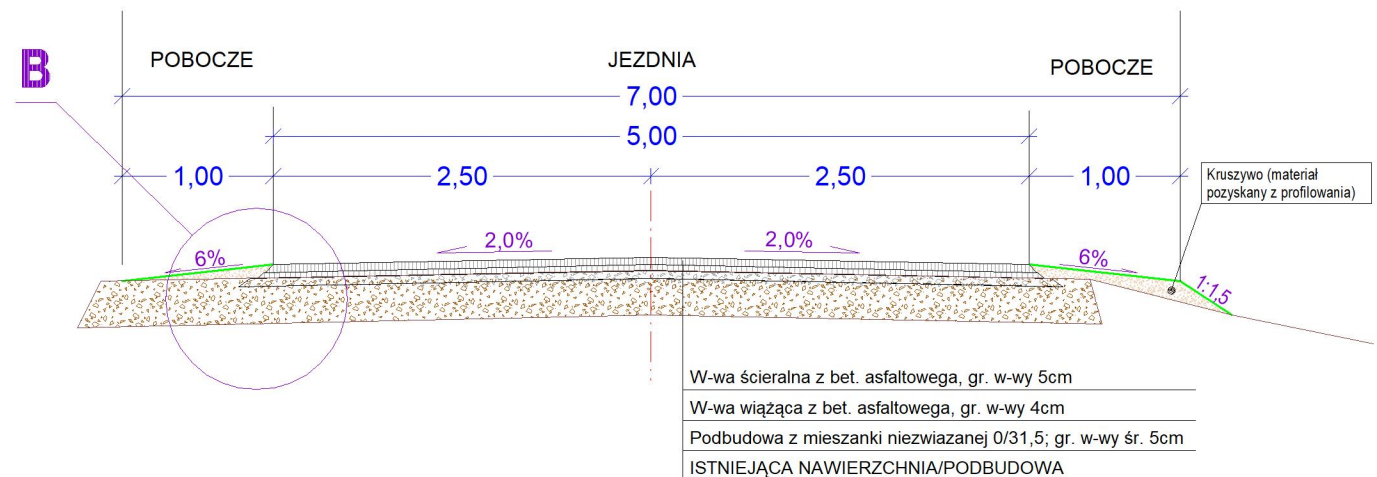 B
POBOCZE
JEZDNIA
POBOCZE
7,00
5,00
1,00
2,50
2,50
1,00
Kruszywo (materiał
pozyskany z profilowania)
6%
2,0%
2,0%
6%
1:1,5
W-wa ścieralna z bet. asfaltowega, gr. w-wy 5cm
W-wa wiążąca z bet. asfaltowega, gr. w-wy 4cm
Podbudowa z mieszanki niezwiazanej 0/31,5; gr. w-wy śr. 5cm
ISTNIEJĄCA NAWIERZCHNIA/PODBUDOWA